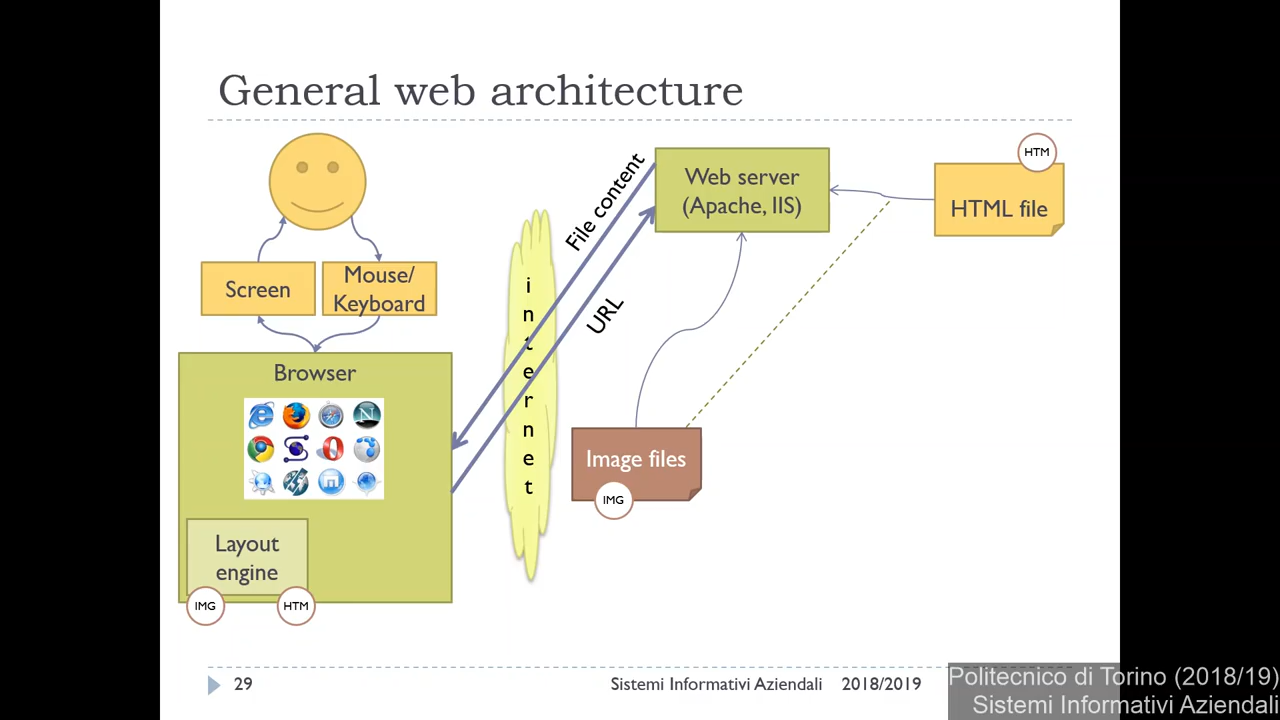 General web architecture
HTM
Web server
(Apache, IIS)
HTML file
File content
Screen
Mouse/
Keyboard
internet
URL
Browser
Image files
IMG
Layout
engine
IMG
HTM
29
Sistemi Informativi Aziendali
2018/2019
Politecnico di Torino (2018/19)
Sistemi Informativi Aziendali